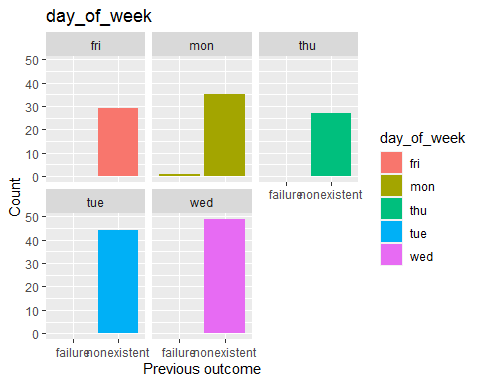 day_of_week
fri mon thu
50
40
30
20
10
0
failure nonexistent
tue wed
50
40
30
20
10
0
failure nonexistent failure nonexistent
Count
Previous outcome
day_of_week
fri
mon
thu
tue
wed